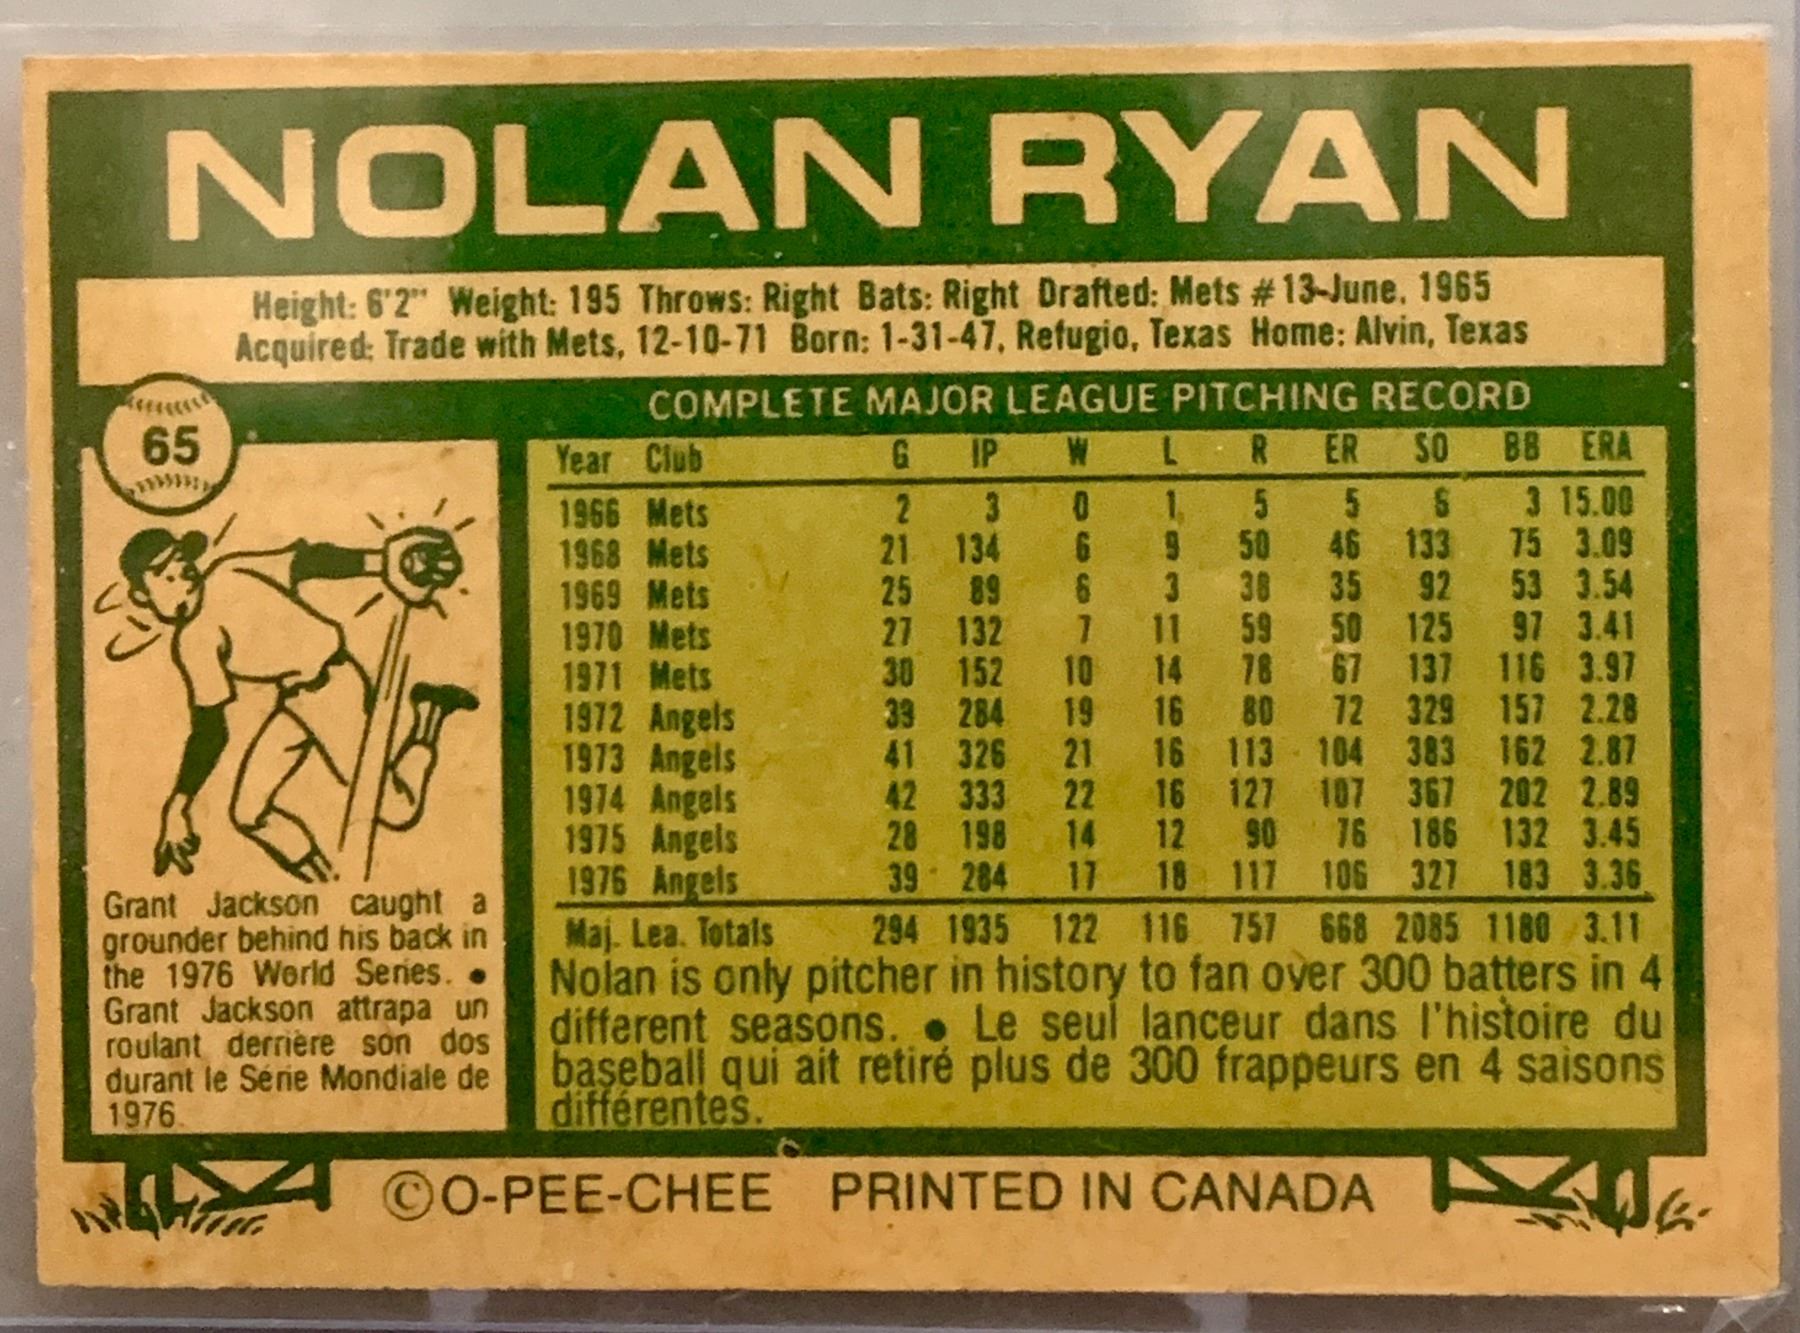 NOLAN RYAN
Height: 6'2" Weight: 195 Throws: Right Bats: Right Drafted: Mets #13-June, 1965
Acquired: Trade with Mets, 12-10-71 Born: 1-31-47, Refugio, Texas Home: Alvin, Texas
65
COMPLETE MAJOR LEAGUE PITCHING RECORD
Year Club G IP W L R ER SO BB ERA
1966 Mets 2 3 0 1 5 5 6 3 15.00
1968 Mets 21 134 6 9 50 46 133 75 3.09
1969 Mets 25 89 6 3 38 35 92 53 3.54
1970 Mets 27 132 7 11 59 50 125 97 3.41
1971 Mets 30 152 10 14 78 67 137 116 3.97
1972 Angels 39 284 19 16 80 72 329 157 2.28
1973 Angels 41 326 21 16 113 104 383 162 2.87
1974 Angels 42 333 22 16 127 107 367 202 2.89
1975 Angels 28 198 14 12 90 76 186 132 3.45
1976 Angels 39 284 17 18 117 106 327 183 3.36
Maj. Lea. Totals 294 1935 122 116 757 668 2085 1180 3.11
Nolan is only pitcher in history to fan over 300 batters in 4
different seasons. ● Le seul lanceur dans l'histoire du
baseball qui ait retiré plus de 300 frappeurs en 4 saisons
différentes.
Grant Jackson caught a
grounder behind his back in
the 1976 World Series. ●
Grant Jackson attrapa un
roulant derrière son dos
durant le Série Mondiale de
1976.
©O-PEE-CHEE PRINTED IN CANADA